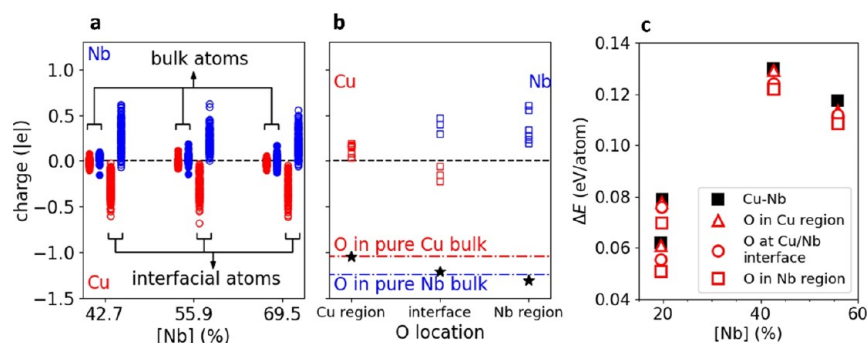 a
Nb
bulk atoms
1.0
0.5
0.0
−0.5
−1.0
−1.5
charge (|e|)
Cu
interfacial atoms
42.7
55.9
69.5
[Nb] (%)
b
Cu
Nb
O in pure Cu bulk
O in pure Nb bulk
Cu region
interface
Nb region
O location
c
0.14
0.12
0.10
0.08
0.06
0.04
ΔE (eV/atom)
Cu-Nb
O in Cu region
O at Cu/Nb
interface
O in Nb region
20
30
40
50
60
[Nb] (%)